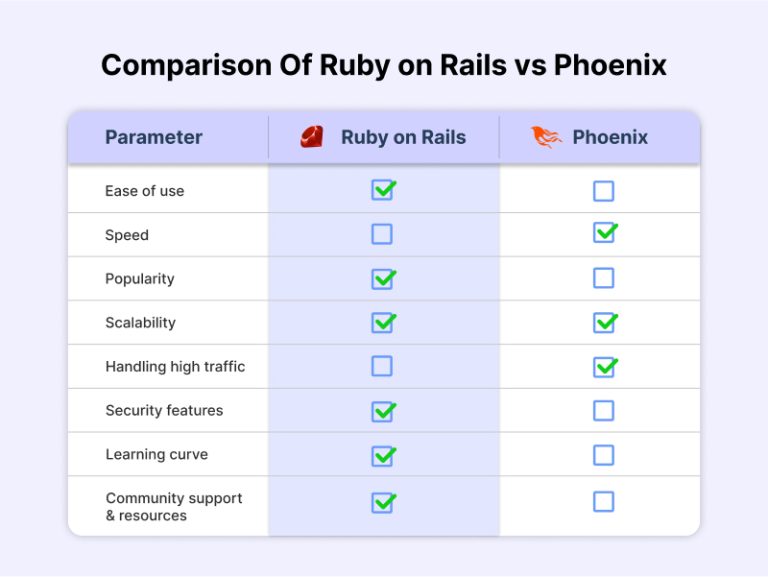 Comparison Of Ruby on Rails vs Phoenix
Parameter Ruby on Rails Phoenix
Ease of use
Speed
Popularity
Scalability
Handling high traffic
Security features
Learning curve
Community support
& resources